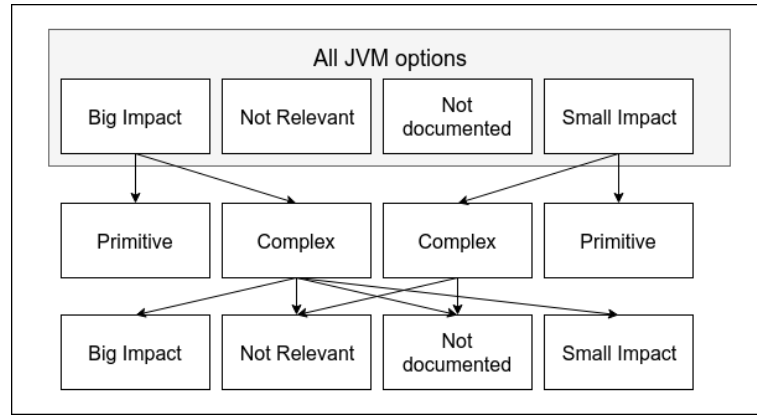 All JVM options
Big Impact
Not Relevant
Not
documented
Small Impact
Primitive
Complex
Complex
Primitive
Big Impact
Not Relevant
Not
documented
Small Impact